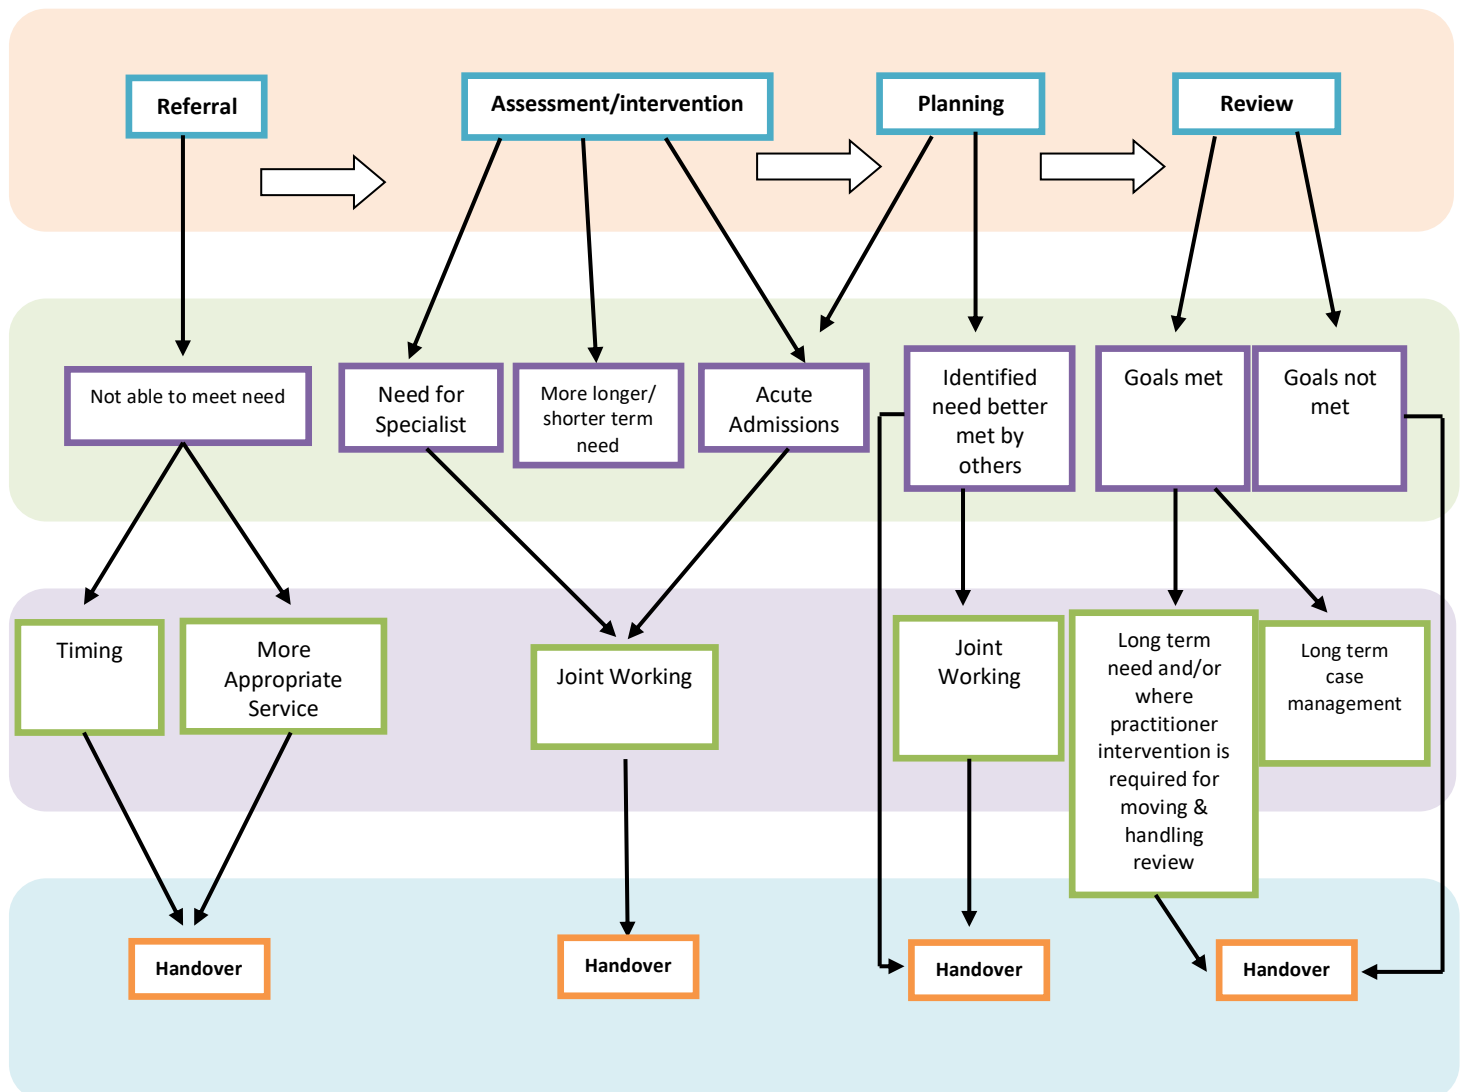 Referral
Assessment/intervention
Planning
Review
Not able to meet need
Need for
Specialist
More longer/
shorter term
need
Acute
Admissions
Identified
need better
met by
others
Goals met
Goals not
met
Timing
More
Appropriate
Service
Joint Working
Joint
Working
Long term
need and/or
where
practitioner
intervention is
required for
moving &
handling
review
Long term
case
management
Handover
Handover
Handover
Handover